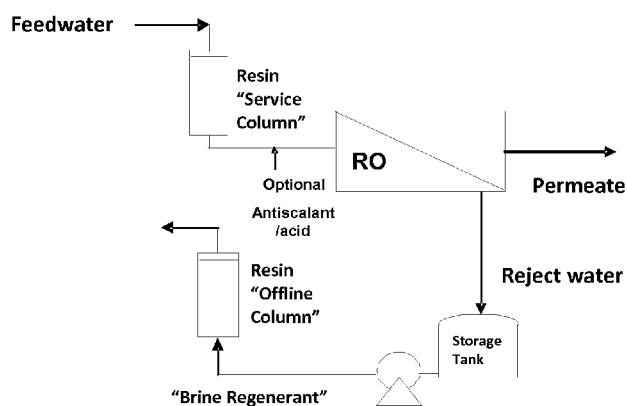 Feedwater
Resin
“Service
Column”
RO
Optional
Antiscalant
/acid
Permeate
Resin
“Offline
Column”
Reject water
Storage
Tank
“Brine Regenerant”